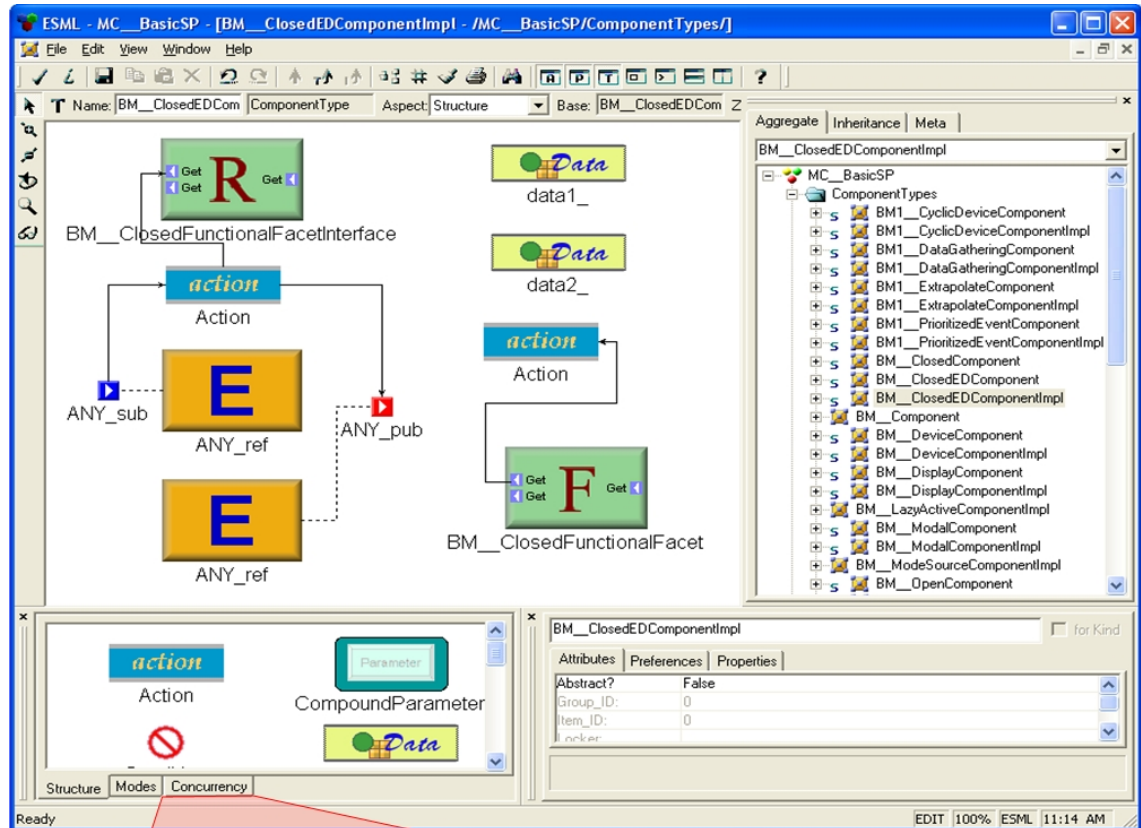 ESML - MC__BasicSP - [BM__ClosedEDComponentImpl - /MC__BasicSP/ComponentTypes/]
File Edit View Window Help
Name: BM__ClosedEDCom ComponentType Aspect: Structure Base: BM__ClosedEDCom Z
Get
Get
R
Get
BM__ClosedFunctionalFacetInterface
action
Action
ANY_sub
E
ANY_ref
ANY_pub
E
ANY_ref
Data
data1_
Data
data2_
action
Action
Get
Get
F
Get
BM__ClosedFunctionalFacet
Aggregate Inheritance Meta
BM__ClosedEDComponentImpl
MC__BasicSP
ComponentTypes
BM1__CyclicDeviceComponent
BM1__CyclicDeviceComponentImpl
BM1__DataGatheringComponent
BM1__DataGatheringComponentImpl
BM1__ExtrapolateComponent
BM1__ExtrapolateComponentImpl
BM1__PrioritizedEventComponent
BM1__PrioritizedEventComponentImpl
BM__ClosedComponent
BM__ClosedEDComponent
BM__ClosedEDComponentImpl
BM__Component
BM__DeviceComponent
BM__DeviceComponentImpl
BM__DisplayComponent
BM__DisplayComponentImpl
BM__LazyActiveComponentImpl
BM__ModalComponent
BM__ModalComponentImpl
BM__ModeSourceComponentImpl
BM__OpenComponent
action
Action
Parameter
CompoundParameter
Data
Structure Modes Concurrency
BM__ClosedEDComponentImpl
for Kind
Attributes Preferences Properties
Abstract? False
Group_ID: 0
Item_ID: 0
Locker:
Ready
EDIT 100% ESML 11:14 AM